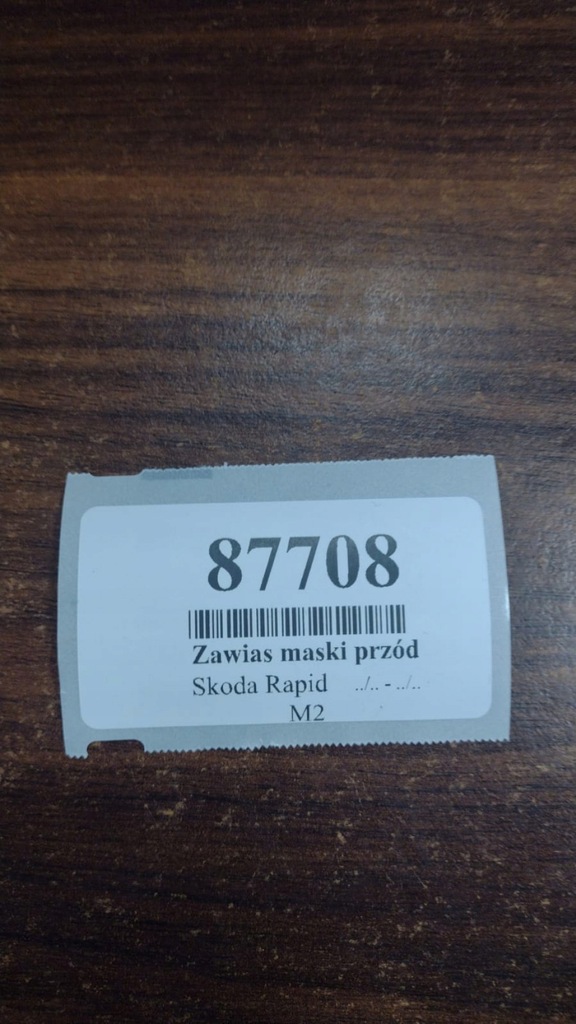 87708
Zawias maski przód
Skoda Rapid ../.. - ../..
M2